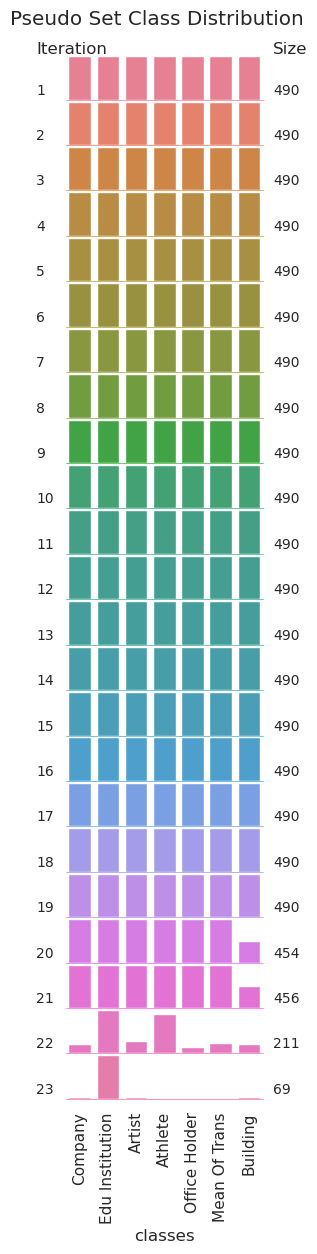 Pseudo Set Class Distribution
Iteration Size
1 490
2 490
3 490
4 490
5 490
6 490
7 490
8 490
9 490
10 490
11 490
12 490
13 490
14 490
15 490
16 490
17 490
18 490
19 490
20 454
21 456
22 211
23 69
Company
Edu Institution
Artist
Athlete
Office Holder
Mean Of Trans
Building
classes